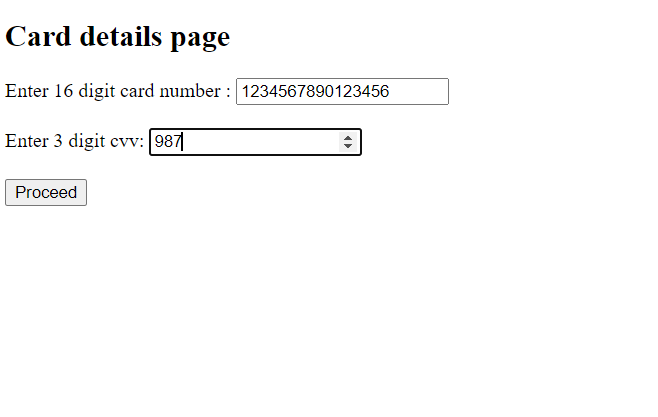 Card details page
Enter 16 digit card number : 1234567890123456
Enter 3 digit cvv: 987
Proceed